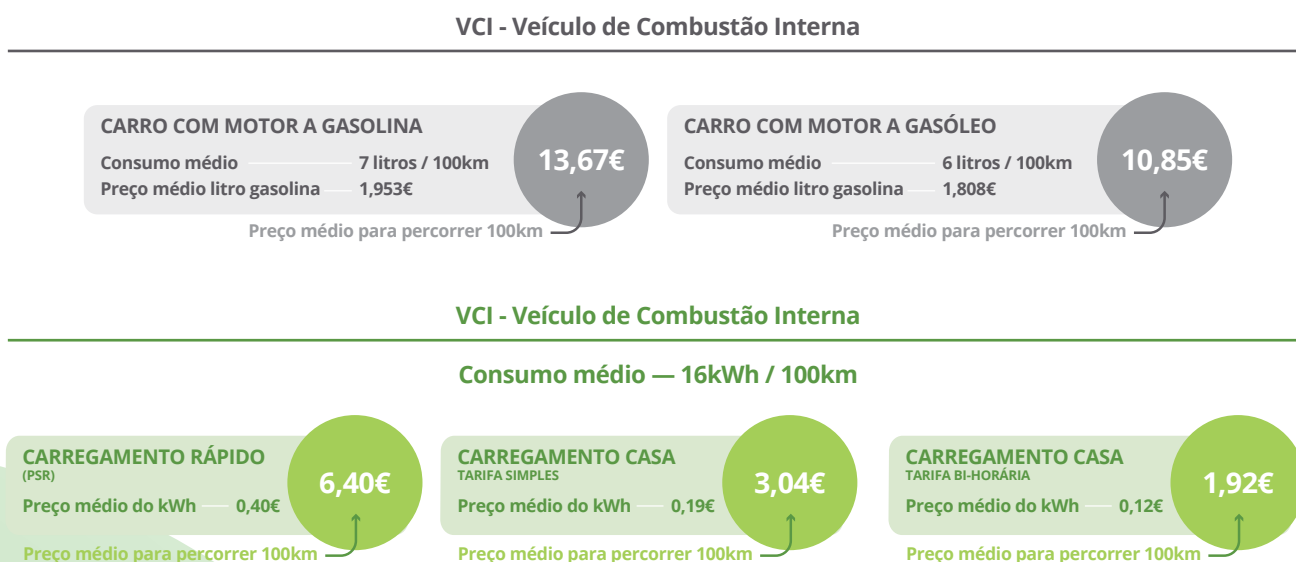 VCI - Veículo de Combustão Interna
CARRO COM MOTOR A GASOLINA
Consumo médio 7 litros / 100km
Preço médio litro gasolina 1,953€
13,67€
Preço médio para percorrer 100km
CARRO COM MOTOR A GASÓLEO
Consumo médio 6 litros / 100km
Preço médio litro gasolina 1,808€
10,85€
Preço médio para percorrer 100km
VCI - Veículo de Combustão Interna
Consumo médio — 16kWh / 100km
CARREGAMENTO RÁPIDO
(PSR)
Preço médio do kWh 0,40€
6,40€
Preço médio para percorrer 100km
CARREGAMENTO CASA
TARIFA SIMPLES
Preço médio do kWh 0,19€
3,04€
Preço médio para percorrer 100km
CARREGAMENTO CASA
TARIFA BI-HORÁRIA
Preço médio do kWh 0,12€
1,92€
Preço médio para percorrer 100km